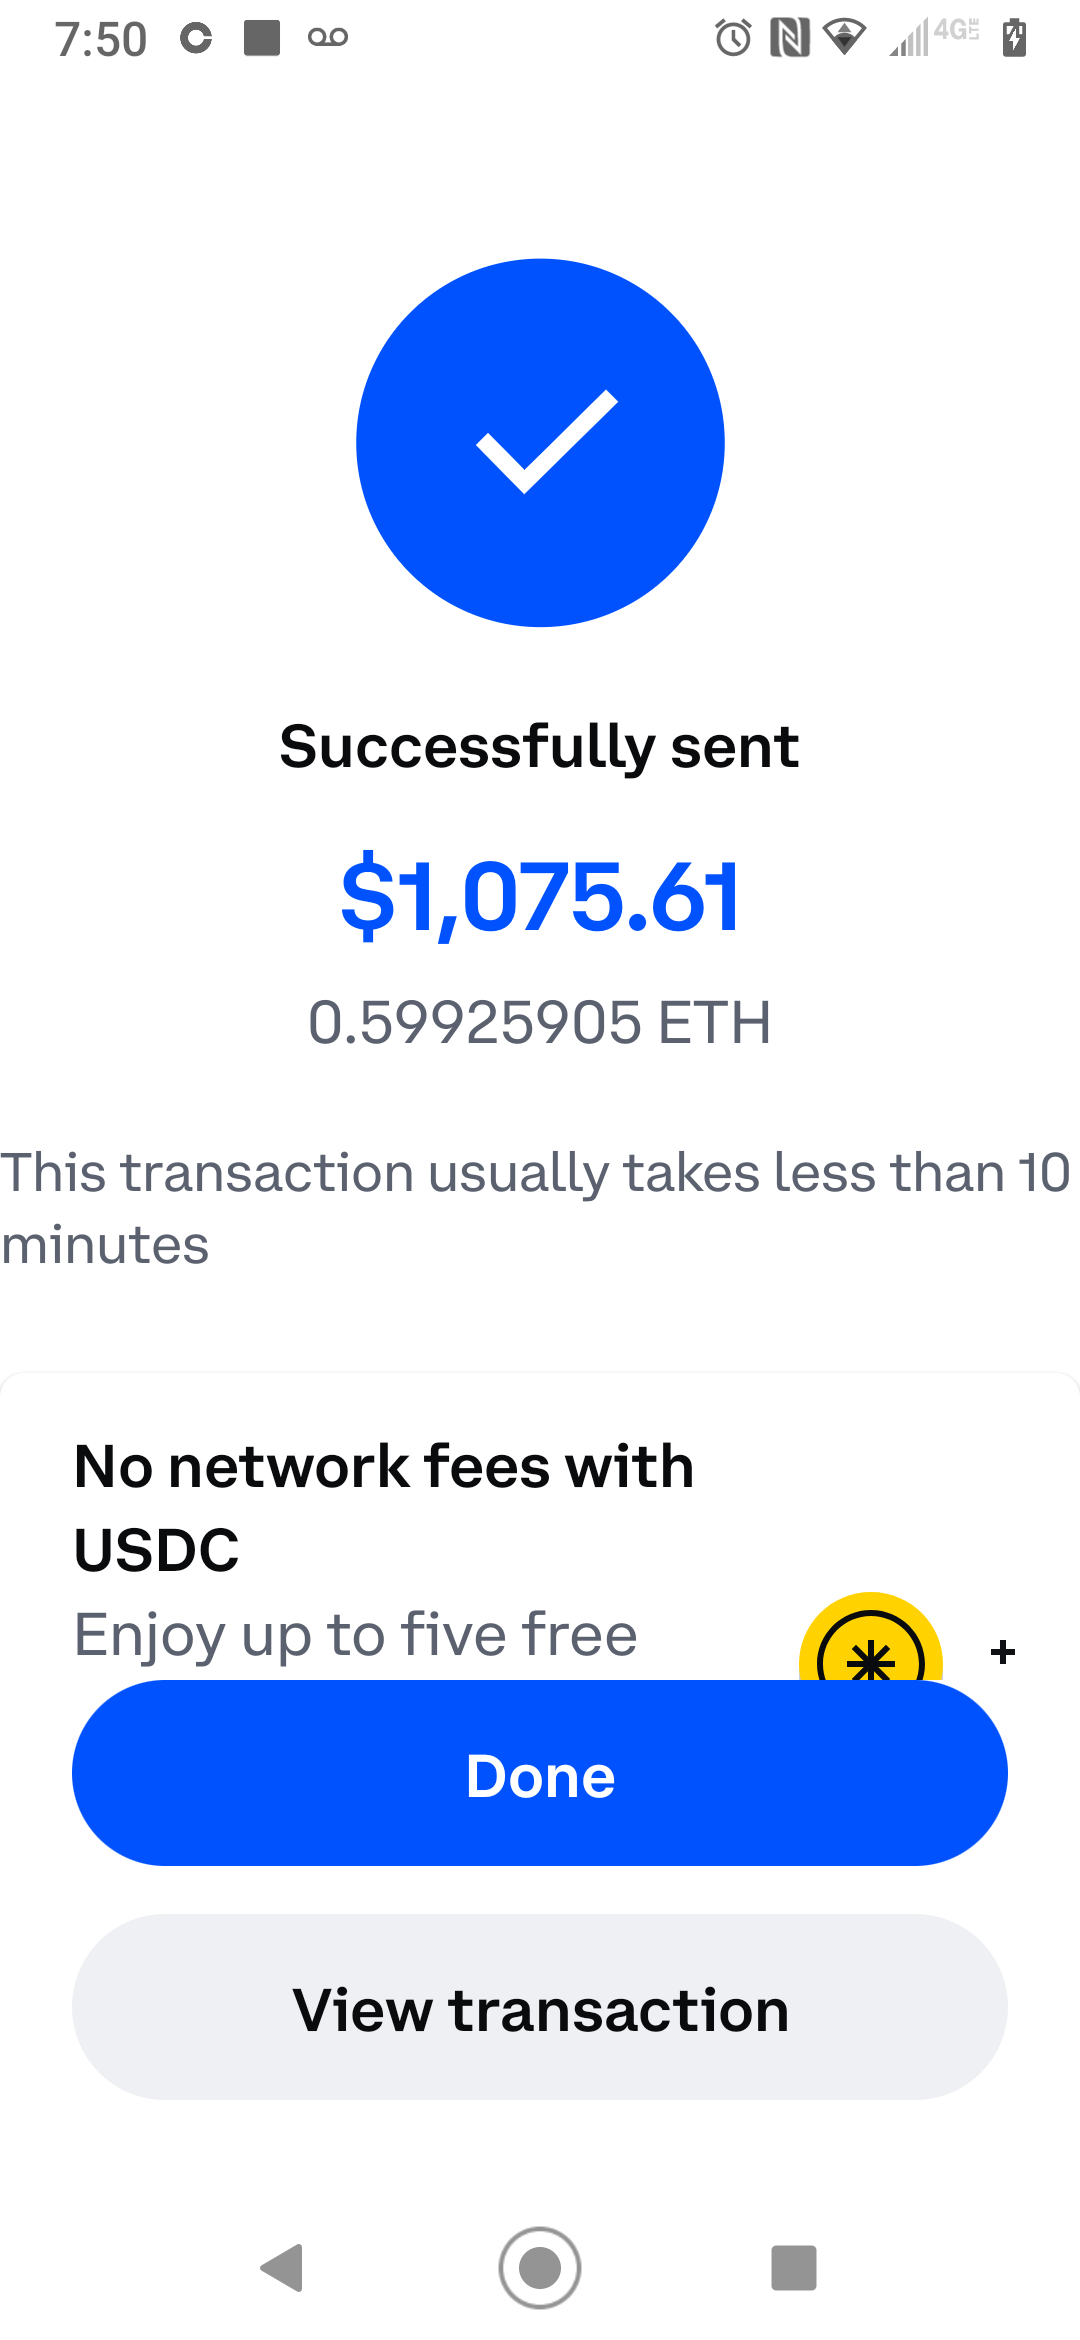 7:50
4G LTE
Successfully sent
$1,075.61
0.59925905 ETH
This transaction usually takes less than 10
minutes
No network fees with
USDC
Enjoy up to five free
Done
View transaction